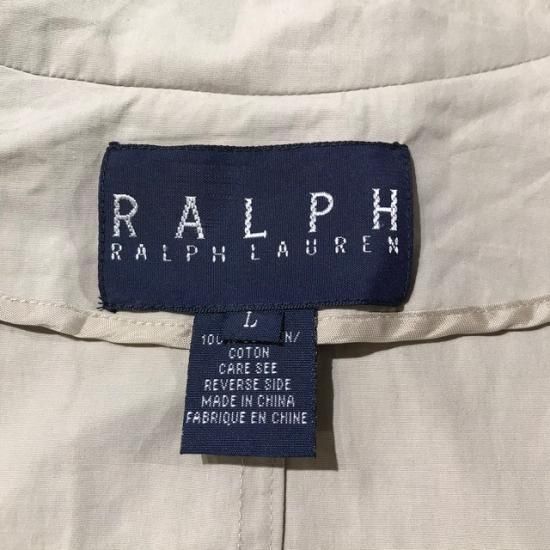 RALPH
RALPH LAUREN
L
COTON
CARE SEE
REVERSE SIDE
MADE IN CHINA
FABRIQUE EN CHINE